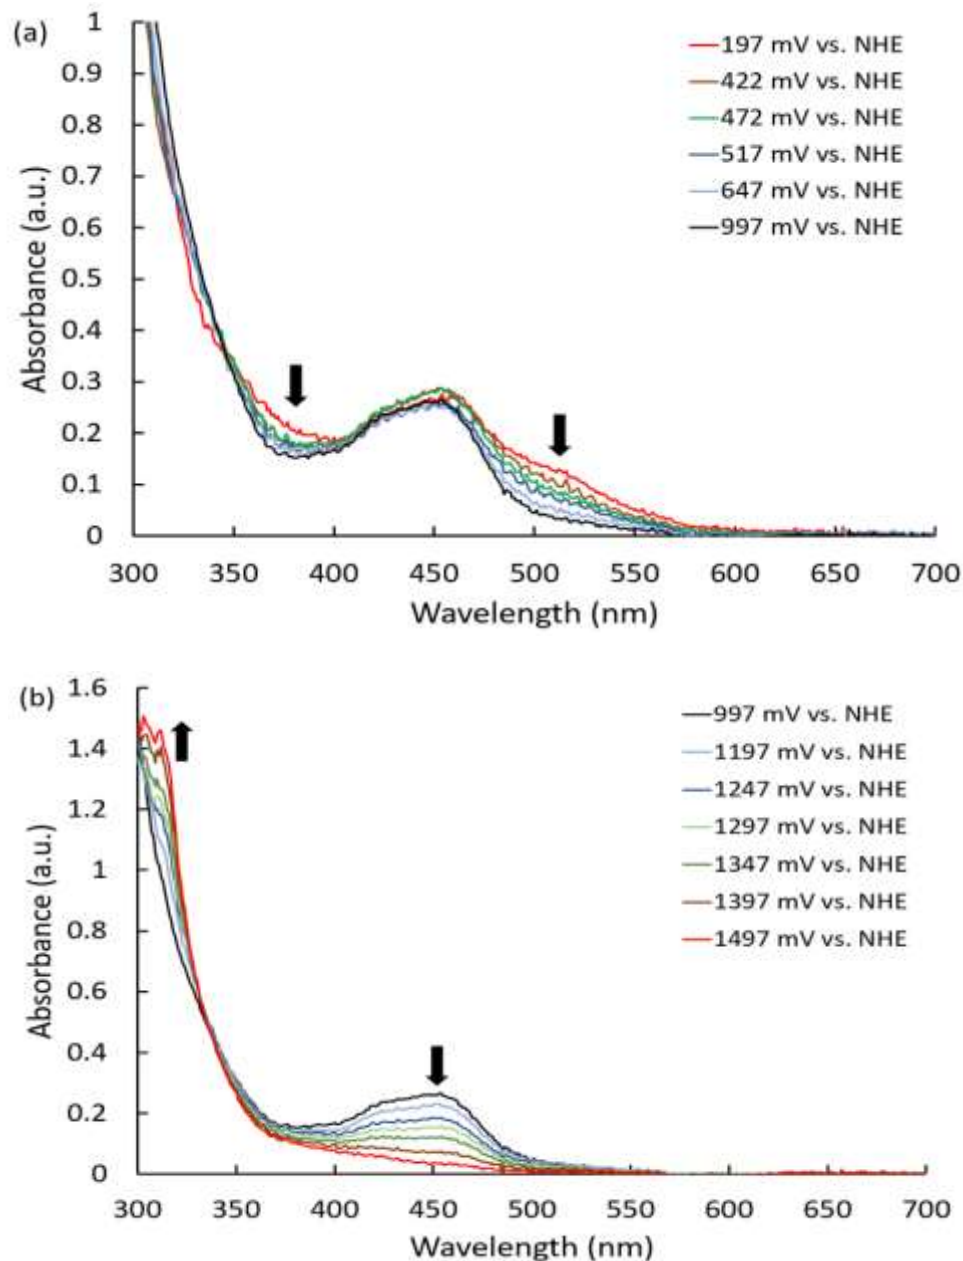 (a)
1
0.9
0.8
0.7
0.6
0.5
0.4
0.3
0.2
0.1
0
Absorbance (a.u.)
197 mV vs. NHE
422 mV vs. NHE
472 mV vs. NHE
517 mV vs. NHE
647 mV vs. NHE
997 mV vs. NHE
300 350 400 450 500 550 600 650 700
Wavelength (nm)
(b)
1.6
1.4
1.2
1
0.8
0.6
0.4
0.2
0
Absorbance (a.u.)
997 mV vs. NHE
1197 mV vs. NHE
1247 mV vs. NHE
1297 mV vs. NHE
1347 mV vs. NHE
1397 mV vs. NHE
1497 mV vs. NHE
300 350 400 450 500 550 600 650 700
Wavelength (nm)